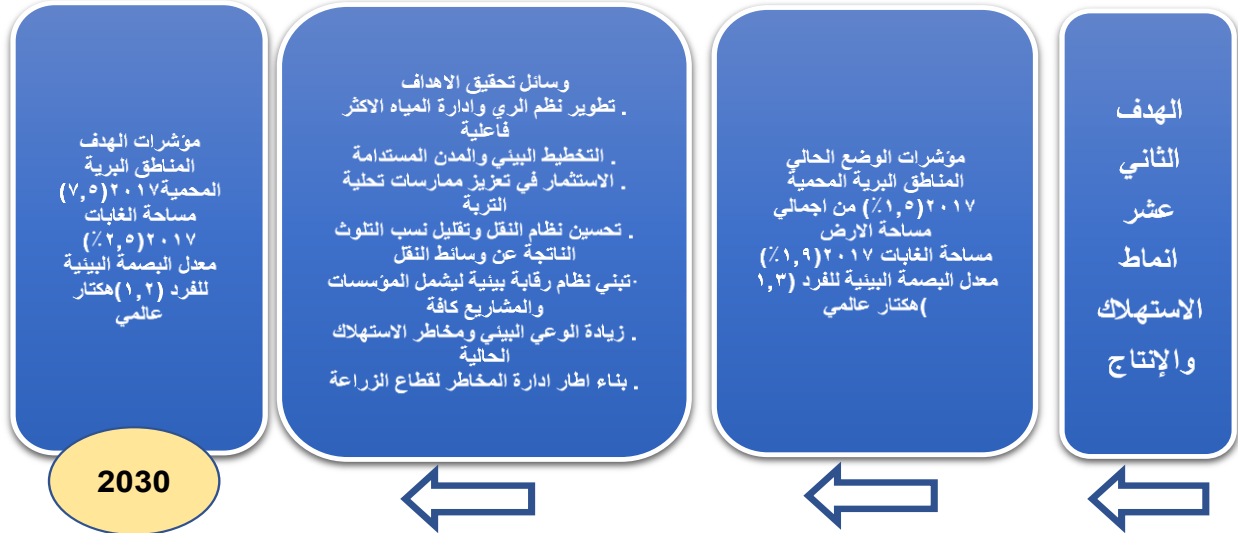 الهدف
الثاني
عشر
انماط
الاستهلاك
والإنتاج
مؤشرات الوضع الحالي
المناطق البرية المحمية
٢٠١٧(١,٥٪) من اجمالي
مساحة الارض
مساحة الغابات ٢٠١٧(١,٩٪)
معدل البصمة البيئية للفرد (١,٣
)هكتار عالمي
وسائل تحقيق الاهداف
. تطوير نظم الري وادارة المياه الاكثر
فاعلية
. التخطيط البيئي والمدن المستدامة
. الاستثمار في تعزيز ممارسات تحلية
التربة
. تحسين نظام النقل وتقليل نسب التلوث
الناتجة عن وسائط النقل
·تبني نظام رقابة بيئية ليشمل المؤسسات
والمشاريع كافة
. زيادة الوعي البيئي ومخاطر الاستهلاك
الحالية
. بناء اطار ادارة المخاطر لقطاع الزراعة
مؤشرات الهدف
المناطق البرية
المحمية٢٠١٧(٧,٥)
مساحة الغابات
٢٠١٧(٢,٥٪)
معدل البصمة البيئية
للفرد (١,٢)هكتار
عالمي
2030